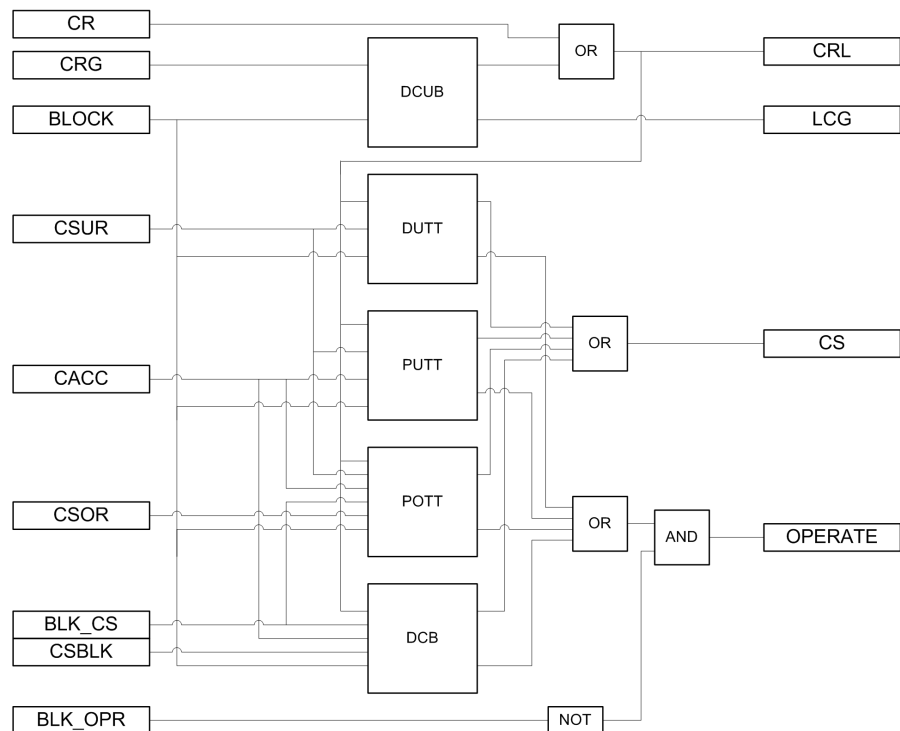 CR
OR
CRL
CRG
DCUB
BLOCK
LCG
DUTT
CSUR
OR
CS
PUTT
CACC
POTT
CSOR
OR
AND
OPERATE
BLK_CS
DCB
CSBLK
BLK_OPR
NOT